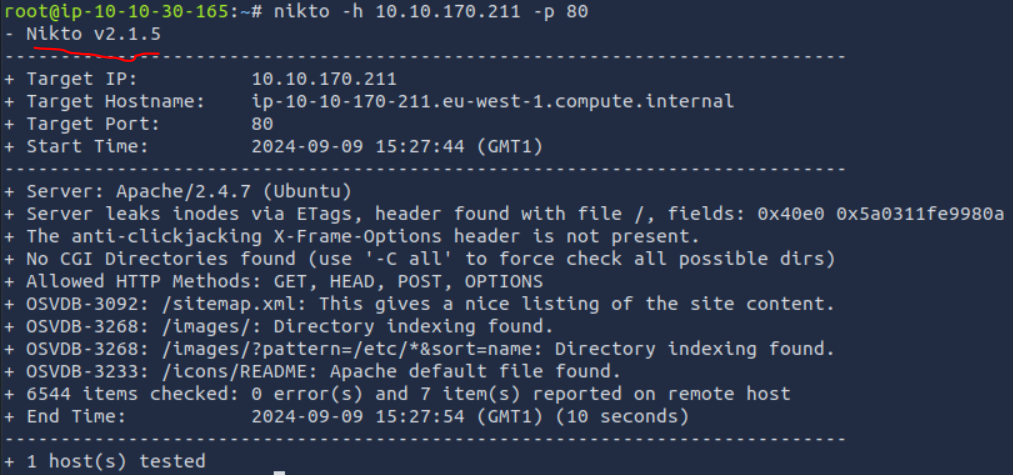 root@ip-10-10-30-165:~# nikto -h 10.10.170.211 -p 80
- Nikto v2.1.5
---------------------------------------------------------------------------
+ Target IP:          10.10.170.211
+ Target Hostname:    ip-10-10-170-211.eu-west-1.compute.internal
+ Target Port:        80
+ Start Time:         2024-09-09 15:27:44 (GMT1)
---------------------------------------------------------------------------
+ Server: Apache/2.4.7 (Ubuntu)
+ Server leaks inodes via ETags, header found with file /, fields: 0x40e0 0x5a0311fe9980a
+ The anti-clickjacking X-Frame-Options header is not present.
+ No CGI Directories found (use '-C all' to force check all possible dirs)
+ Allowed HTTP Methods: GET, HEAD, POST, OPTIONS
+ OSVDB-3092: /sitemap.xml: This gives a nice listing of the site content.
+ OSVDB-3268: /images/: Directory indexing found.
+ OSVDB-3268: /images/?pattern=/etc/*&sort=name: Directory indexing found.
+ OSVDB-3233: /icons/README: Apache default file found.
+ 6544 items checked: 0 error(s) and 7 item(s) reported on remote host
+ End Time:           2024-09-09 15:27:54 (GMT1) (10 seconds)
---------------------------------------------------------------------------
+ 1 host(s) tested